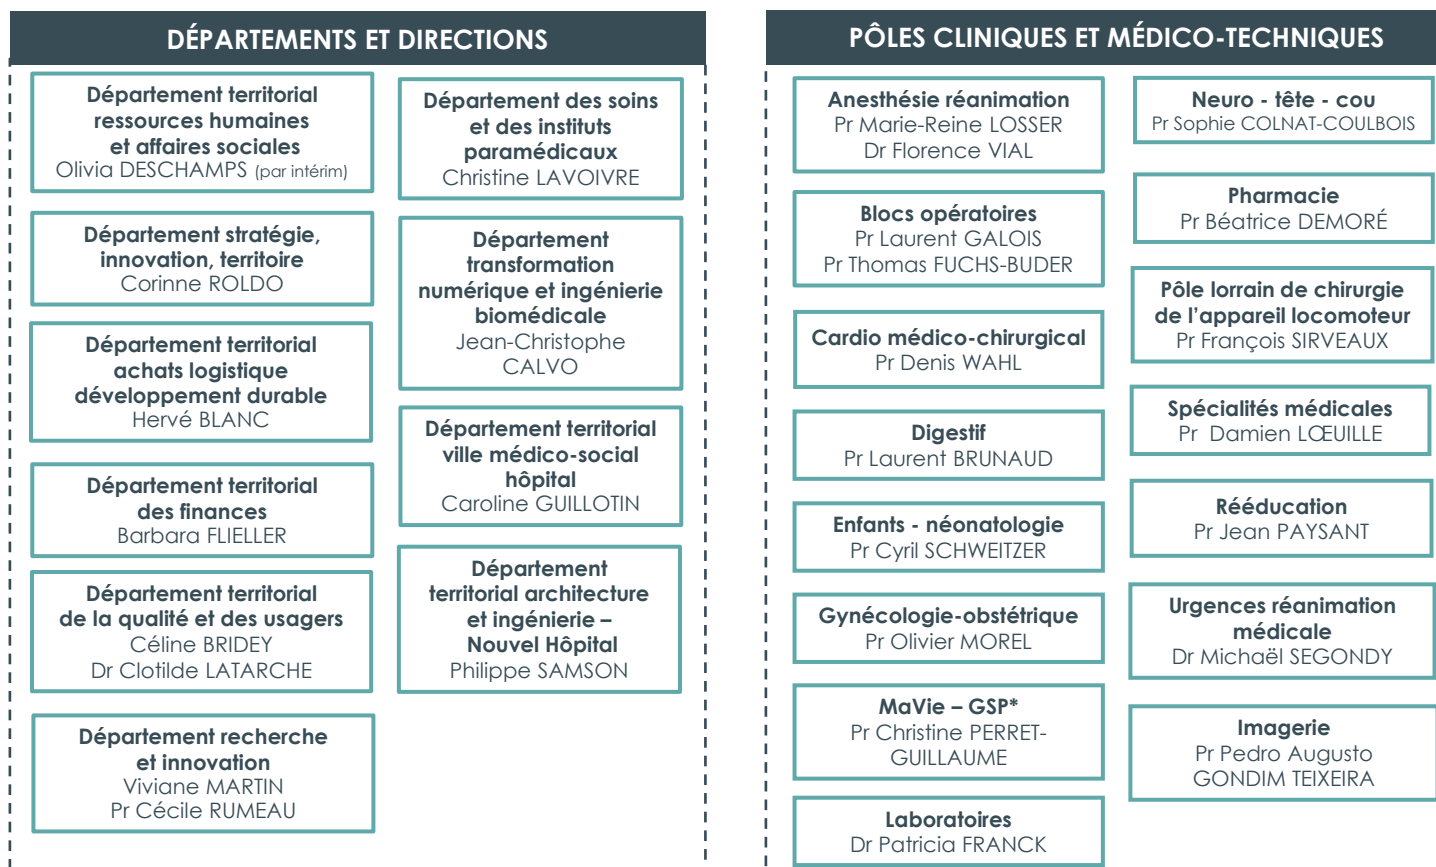 DÉPARTEMENTS ET DIRECTIONS
Département territorial
ressources humaines
et affaires sociales
Olivia DESCHAMPS (par intérim)
Département stratégie,
innovation, territoire
Corinne ROLDO
Département territorial
achats logistique
développement durable
Hervé BLANC
Département territorial
des finances
Barbara FLIELLER
Département territorial
de la qualité et des usagers
Céline BRIDEY
Dr Clotilde LATARCHE
Département recherche
et innovation
Viviane MARTIN
Pr Cécile RUMEAU
Département des soins
et des instituts
paramédicaux
Christine LAVOIVRE
Département
transformation
numérique et ingénierie
biomédicale
Jean-Christophe
CALVO
Département territorial
ville médico-social
hôpital
Caroline GUILLOTIN
Département
territorial architecture
et ingénierie –
Nouvel Hôpital
Philippe SAMSON
PÔLES CLINIQUES ET MÉDICO-TECHNIQUES
Anesthésie réanimation
Pr Marie-Reine LOSSER
Dr Florence VIAL
Blocs opératoires
Pr Laurent GALOIS
Pr Thomas FUCHS-BUDER
Cardio médico-chirurgical
Pr Denis WAHL
Digestif
Pr Laurent BRUNAUD
Enfants - néonatologie
Pr Cyril SCHWEITZER
Gynécologie-obstétrique
Pr Olivier MOREL
MaVie – GSP*
Pr Christine PERRET-
GUILLAUME
Laboratoires
Dr Patricia FRANCK
Neuro - tête - cou
Pr Sophie COLNAT-COULBOIS
Pharmacie
Pr Béatrice DEMORÉ
Pôle lorrain de chirurgie
de l’appareil locomoteur
Pr François SIRVEAUX
Spécialités médicales
Pr Damien LŒUILLE
Rééducation
Pr Jean PAYSANT
Urgences réanimation
médicale
Dr Michaël SEGONDY
Imagerie
Pr Pedro Augusto
GONDIM TEIXEIRA